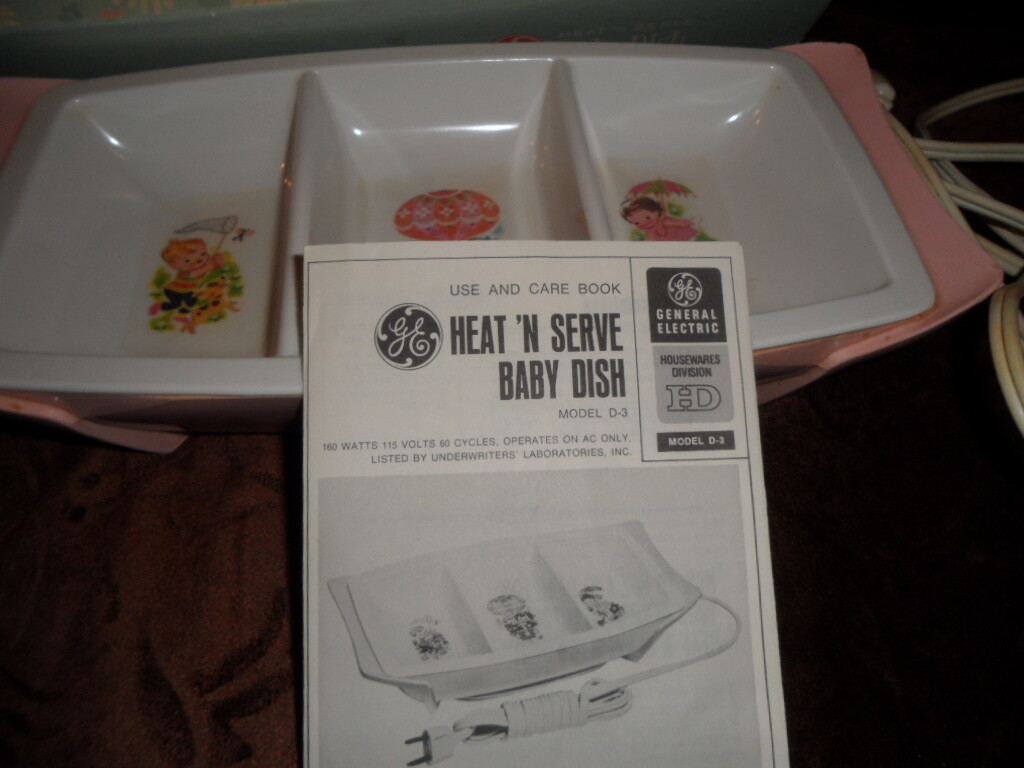 USE AND CARE BOOK
GE HEAT 'N SERVE
BABY DISH
MODEL D-3
160 WATTS 115 VOLTS 60 CYCLES, OPERATES ON AC ONLY.
LISTED BY UNDERWRITERS' LABORATORIES, INC.
GE
GENERAL
ELECTRIC
HOUSEWARES
DIVISION
HD
MODEL D-3